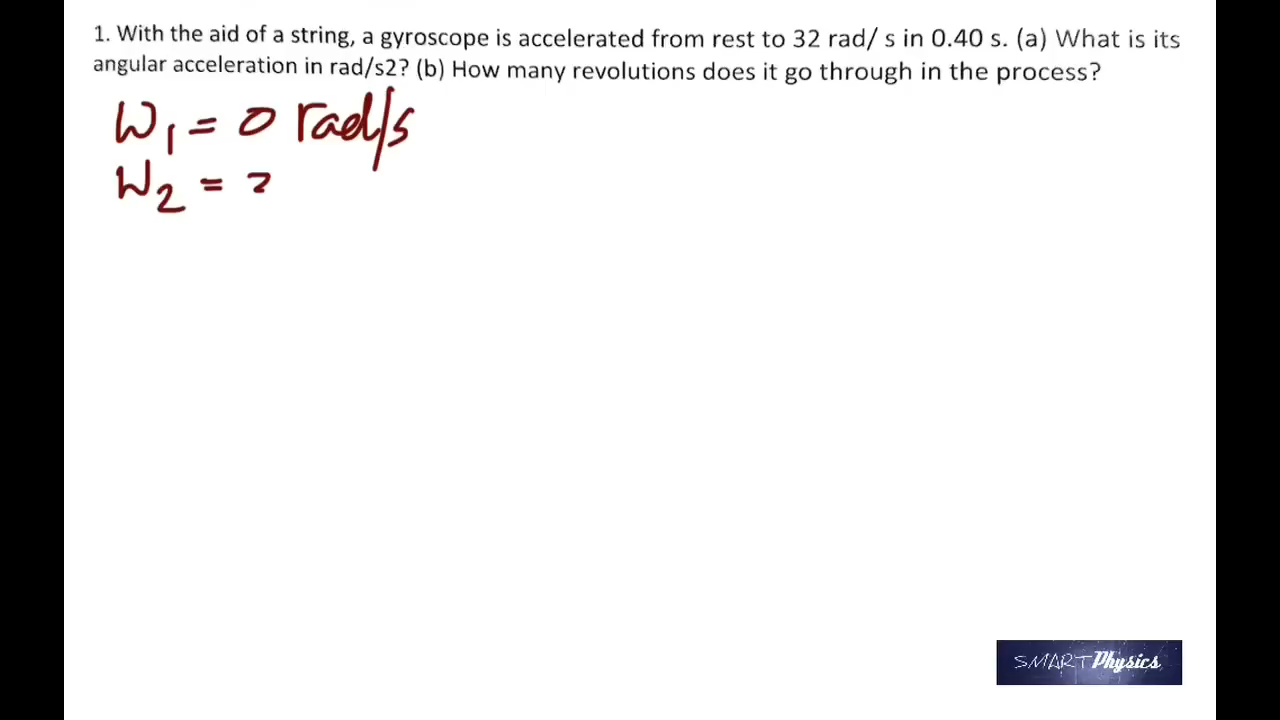 1. With the aid of a string, a gyroscope is accelerated from rest to 32 rad/ s in 0.40 s. (a) What is its
angular acceleration in rad/s2? (b) How many revolutions does it go through in the process?
W1 = 0 rad/s
W2 =
SMART Physics